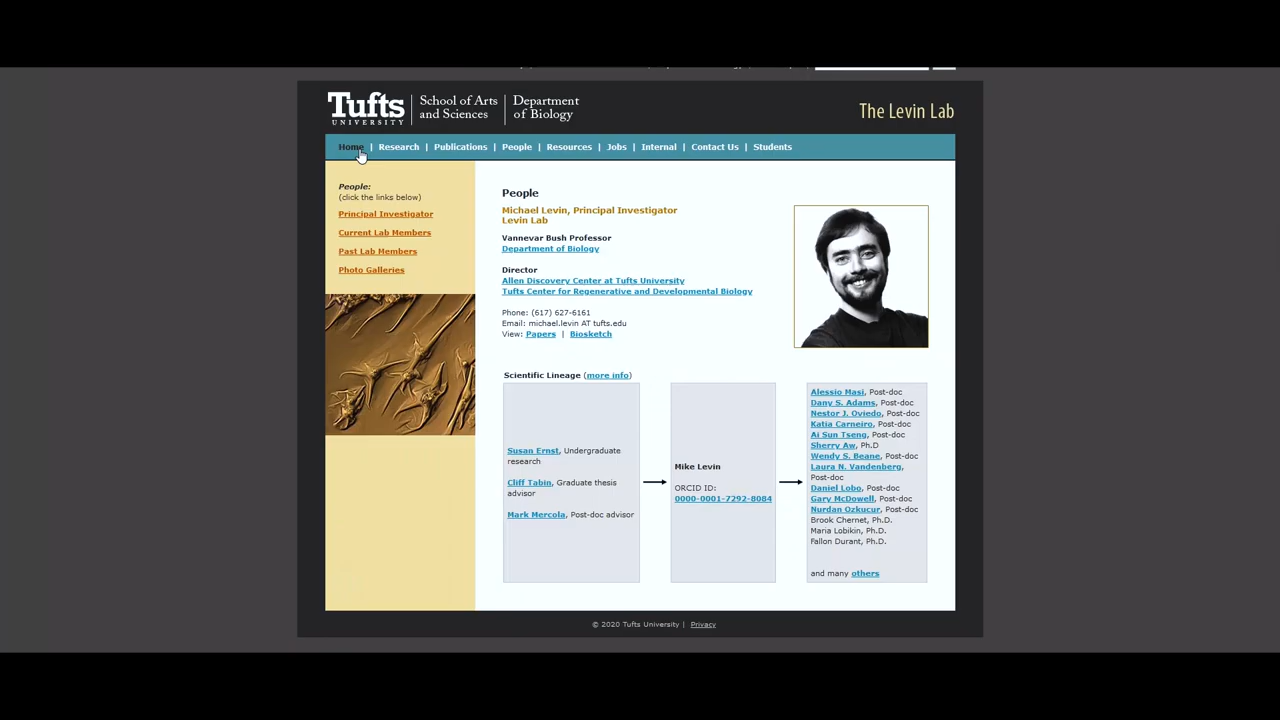 Tufts
UNIVERSITY
School of Arts
and Sciences
Department
of Biology
The Levin Lab
Home | Research | Publications | People | Resources | Jobs | Internal | Contact Us | Students
People:
(click the links below)
Principal Investigator
Current Lab Members
Past Lab Members
Photo Galleries
People
Michael Levin, Principal Investigator
Levin Lab
Vannevar Bush Professor
Department of Biology
Director
Allen Discovery Center at Tufts University
Tufts Center for Regenerative and Developmental Biology
Phone: (617) 627-6161
Email: michael.levin AT tufts.edu
View: Papers | Biosketch
Scientific Lineage (more info)
Susan Ernst, Undergraduate
research
Cliff Tabin, Graduate thesis
advisor
Mark Mercola, Post-doc advisor
Mike Levin
ORCID ID:
0000-0001-7292-8084
Alessio Masi, Post-doc
Dany S. Adams, Post-doc
Nestor J. Oviedo, Post-doc
Katia Carneiro, Post-doc
Ai Sun Tseng, Post-doc
Sherry Aw, Ph.D
Wendy S. Beane, Post-doc
Laura N. Vandenberg,
Post-doc
Daniel Lobo, Post-doc
Gary McDowell, Post-doc
Nurdan Ozkucur, Post-doc
Brook Chernet, Ph.D.
Maria Lobikin, Ph.D.
Fallon Durant, Ph.D.
and many others
© 2020 Tufts University | Privacy